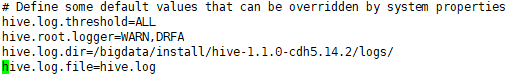 # Define some default values that can be overridden by system properties
hive.log.threshold=ALL
hive.root.logger=WARN,DRFA
hive.log.dir=/bigdata/install/hive-1.1.0-cdh5.14.2/logs/
hive.log.file=hive.log